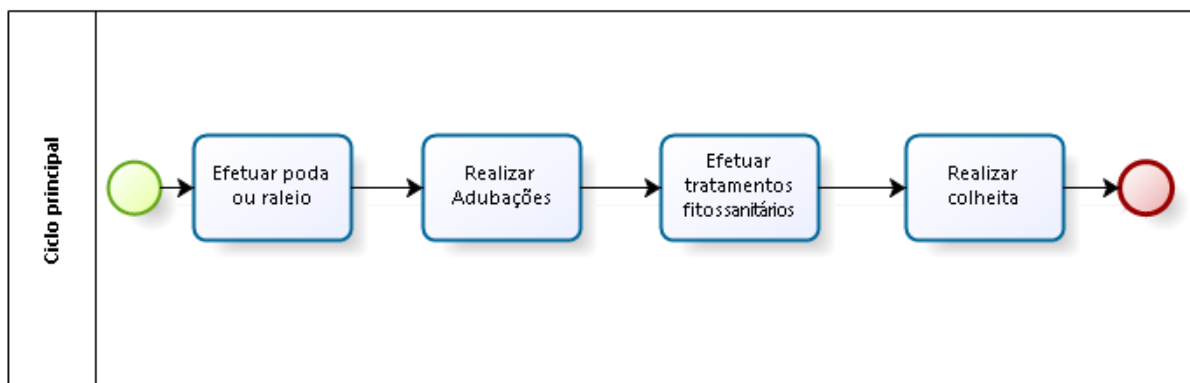 Ciclo principal
Efetuar poda
ou raleio
Realizar
Adubações
Efetuar
tratamentos
fitossanitários
Realizar
colheita